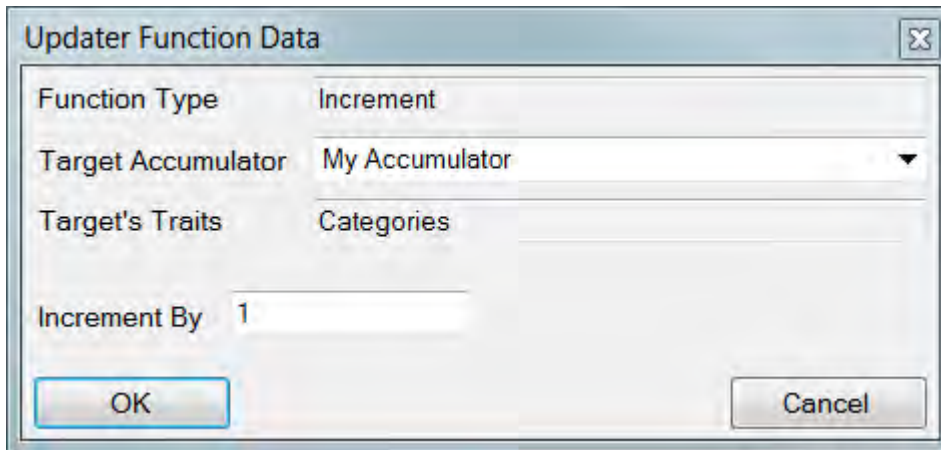 Updater Function Data
Function Type Increment
Target Accumulator My Accumulator
Target's Traits Categories
Increment By 1
OK Cancel